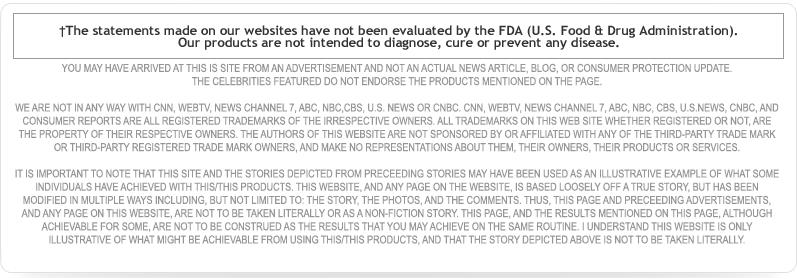 †The statements made on our websites have not been evaluated by the FDA (U.S. Food & Drug Administration).
Our products are not intended to diagnose, cure or prevent any disease.
YOU MAY HAVE ARRIVED AT THIS IS SITE FROM AN ADVERTISEMENT AND NOT AN ACTUAL NEWS ARTICLE, BLOG, OR CONSUMER PROTECTION UPDATE.
THE CELEBRITIES FEATURED DO NOT ENDORSE THE PRODUCTS MENTIONED ON THE PAGE.
WE ARE NOT IN ANY WAY WITH CNN, WEBTV, NEWS CHANNEL 7, ABC, NBC,CBS, U.S. NEWS OR CNBC. CNN, WEBTV, NEWS CHANNEL 7, ABC, NBC, CBS, U.S.NEWS, CNBC, AND
CONSUMER REPORTS ARE ALL REGISTERED TRADEMARKS OF THE IRRESPECTIVE OWNERS. ALL TRADEMARKS ON THIS WEB SITE WHETHER REGISTERED OR NOT, ARE
THE PROPERTY OF THEIR RESPECTIVE OWNERS. THE AUTHORS OF THIS WEBSITE ARE NOT SPONSORED BY OR AFFILIATED WITH ANY OF THE THIRD-PARTY TRADE MARK
OR THIRD-PARTY REGISTERED TRADE MARK OWNERS, AND MAKE NO REPRESENTATIONS ABOUT THEM, THEIR OWNERS, THEIR PRODUCTS OR SERVICES.
IT IS IMPORTANT TO NOTE THAT THIS SITE AND THE STORIES DEPICTED FROM PRECEEDING STORIES MAY HAVE BEEN USED AS AN ILLUSTRATIVE EXAMPLE OF WHAT SOME
INDIVIDUALS HAVE ACHIEVED WITH THIS/THIS PRODUCTS. THIS WEBSITE, AND ANY PAGE ON THE WEBSITE, IS BASED LOOSELY OFF A TRUE STORY, BUT HAS BEEN
MODIFIED IN MULTIPLE WAYS INCLUDING, BUT NOT LIMITED TO: THE STORY, THE PHOTOS, AND THE COMMENTS. THUS, THIS PAGE AND PRECEEDING ADVERTISEMENTS,
AND ANY PAGE ON THIS WEBSITE, ARE NOT TO BE TAKEN LITERALLY OR AS A NON-FICTION STORY. THIS PAGE, AND THE RESULTS MENTIONED ON THIS PAGE, ALTHOUGH
ACHIEVABLE FOR SOME, ARE NOT TO BE CONSTRUED AS THE RESULTS THAT YOU MAY ACHIEVE ON THE SAME ROUTINE. I UNDERSTAND THIS WEBSITE IS ONLY
ILLUSTRATIVE OF WHAT MIGHT BE ACHIEVABLE FROM USING THIS/THIS PRODUCTS, AND THAT THE STORY DEPICTED ABOVE IS NOT TO BE TAKEN LITERALLY.